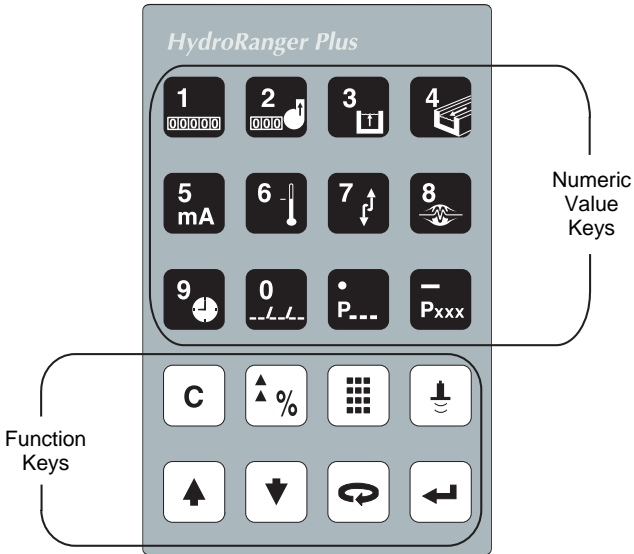 HydroRanger Plus
1 2 3 4
00000 000
5 6 7 8
mA
9 0 • –
--/--/-- P--- Pxxx
Numeric
Value
Keys
C %
Function
Keys